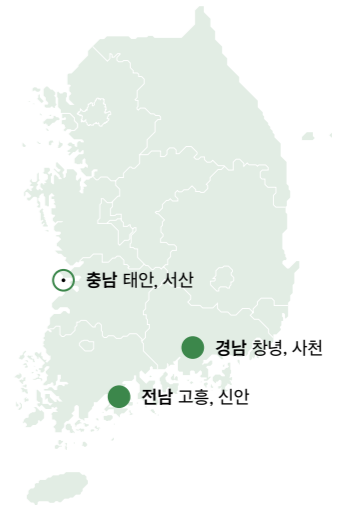 충남 태안, 서산
경남 창녕, 사천
전남 고흥, 신안